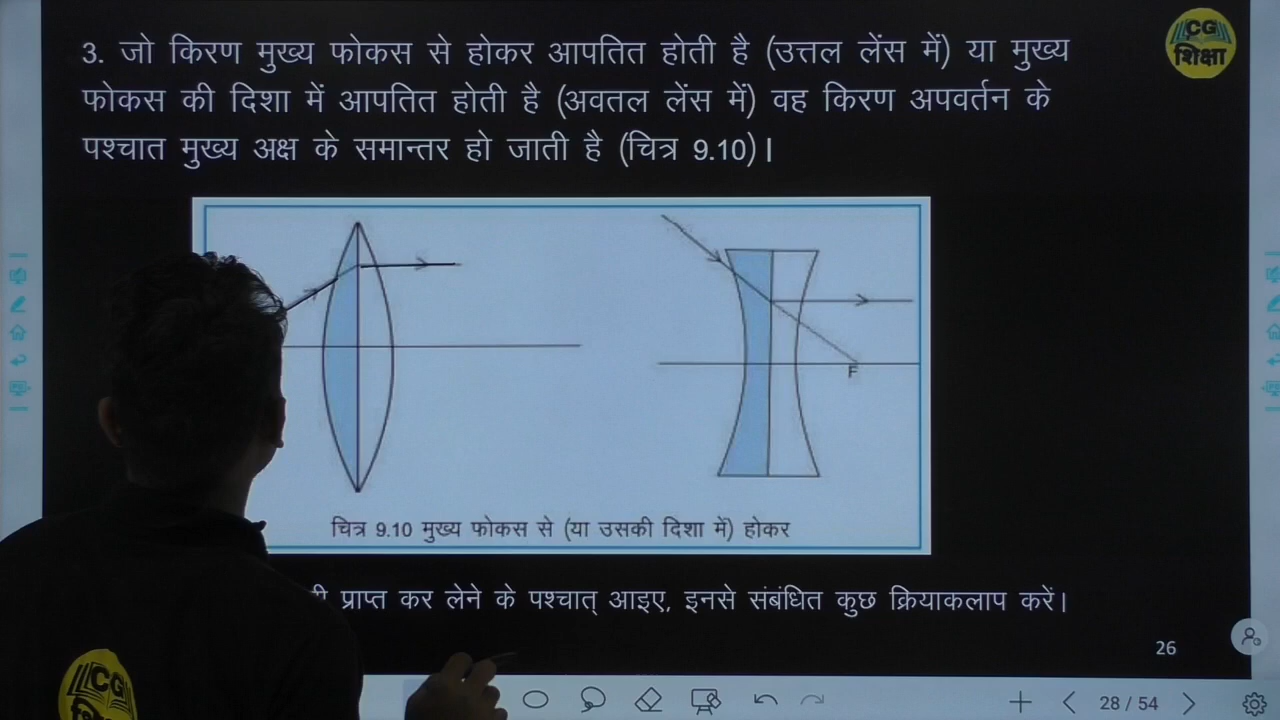 3. जो किरण मुख्य फोकस से होकर आपतित होती है (उत्तल लेंस में) या मुख्य
फोकस की दिशा में आपतित होती है (अवतल लेंस में) वह किरण अपवर्तन के
पश्चात मुख्य अक्ष के समान्तर हो जाती है (चित्र 9.10)।
CG
शिक्षा
F
चित्र 9.10 मुख्य फोकस से (या उसकी दिशा में) होकर
प्राप्त कर लेने के पश्चात् आइए, इनसे संबंधित कुछ क्रियाकलाप करें।
26
28 / 54
CG